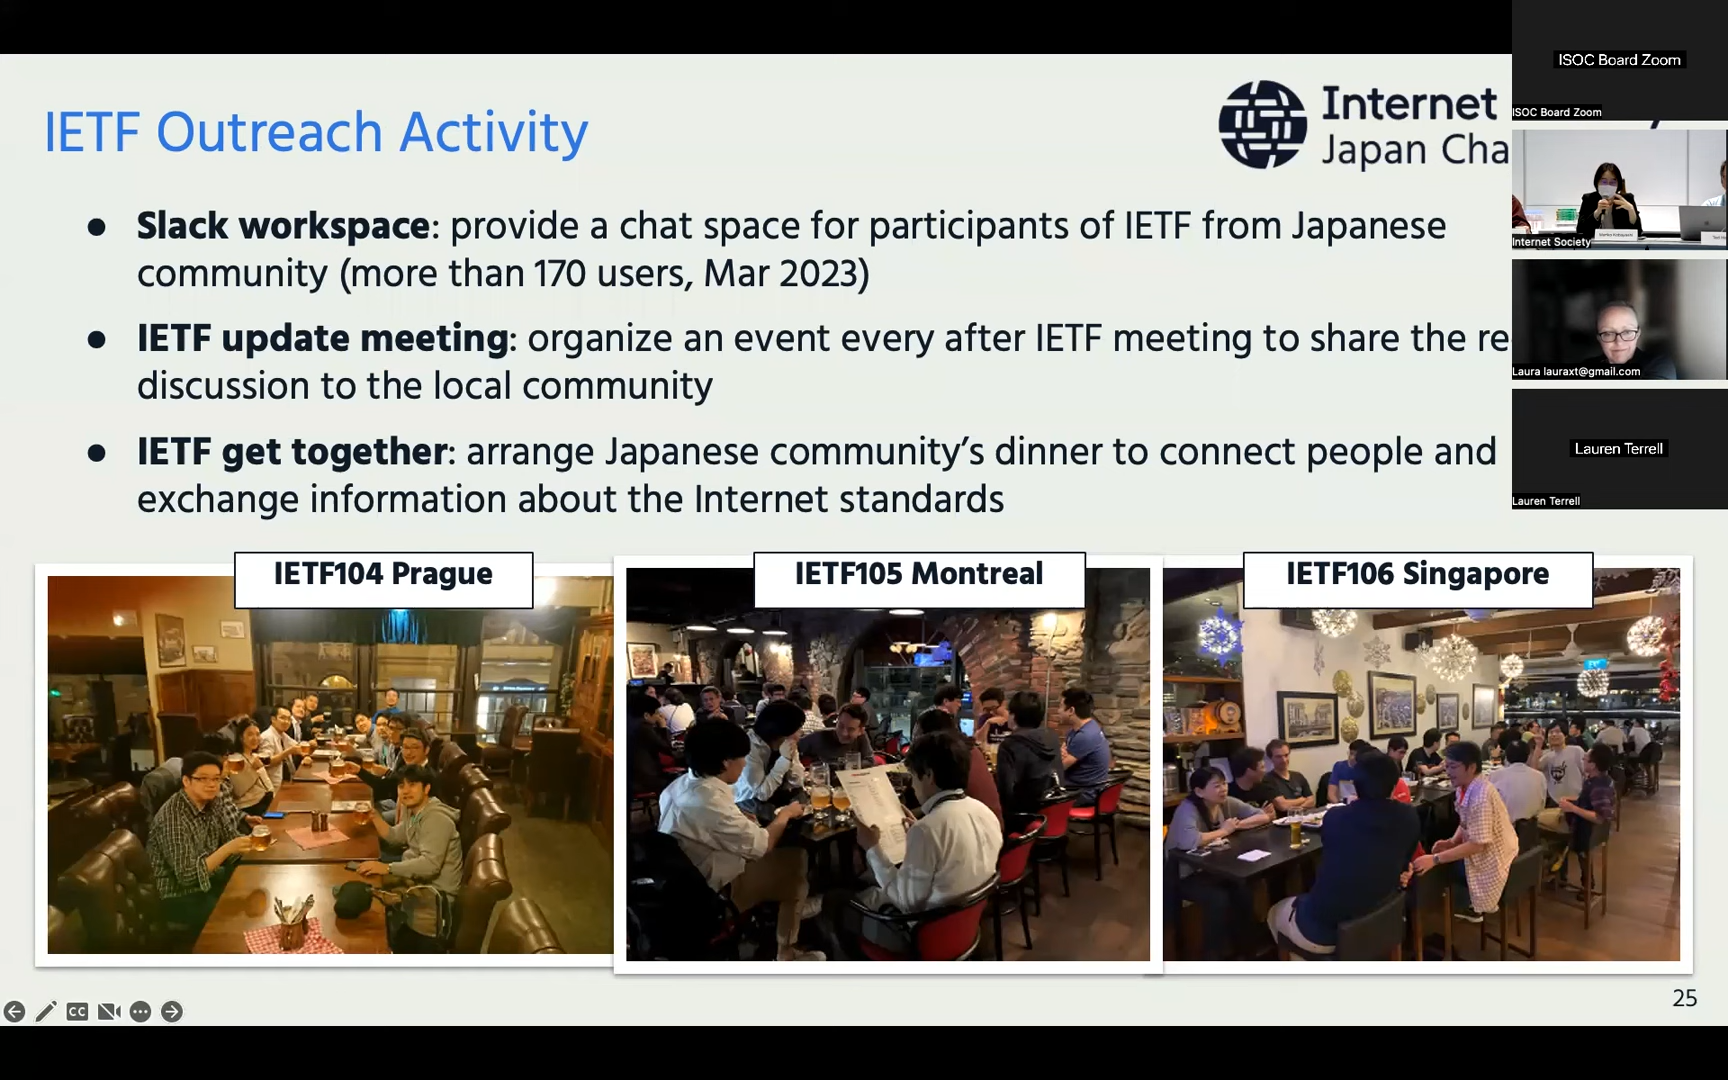 IETF Outreach Activity
Internet
Japan Cha
● Slack workspace: provide a chat space for participants of IETF from Japanese
community (more than 170 users, Mar 2023)
● IETF update meeting: organize an event every after IETF meeting to share the re
discussion to the local community
● IETF get together: arrange Japanese community's dinner to connect people and
exchange information about the Internet standards
IETF104 Prague
IETF105 Montreal
IETF106 Singapore
25
CC
ISOC Board Zoom
ISOC Board Zoom
Internet Society
Laura lauraxt@gmail.com
Lauren Terrell
Lauren Terrell